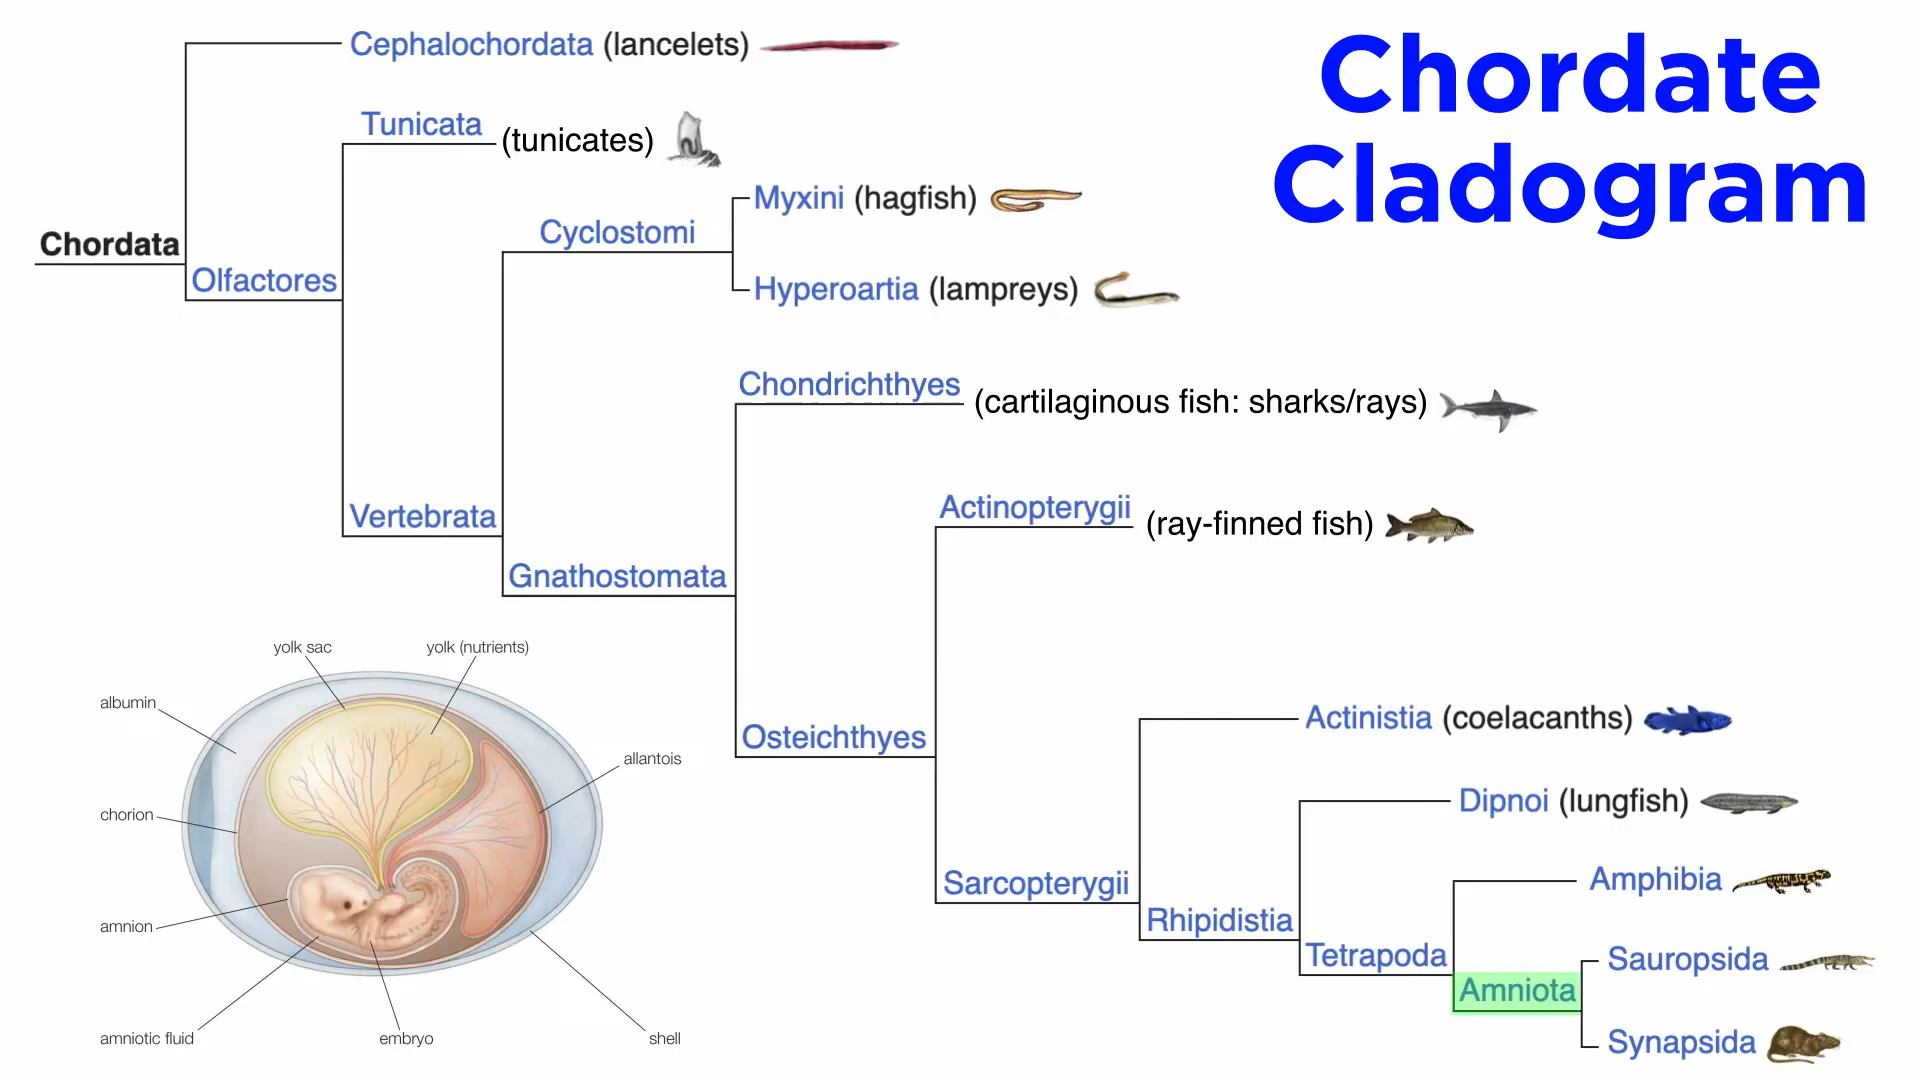 Chordate
Cladogram
Cephalochordata (lancelets)
Tunicata (tunicates)
Myxini (hagfish)
Cyclostomi
Chordata
Olfactores
Hyperoartia (lampreys)
Chondrichthyes (cartilaginous fish: sharks/rays)
Vertebrata
Actinopterygii (ray-finned fish)
Gnathostomata
Osteichthyes
Actinistia (coelacanths)
Dipnoi (lungfish)
Sarcopterygii
Amphibia
Rhipidistia
Tetrapoda
Sauropsida
Amniota
Synapsida
yolk sac
yolk (nutrients)
albumin
allantois
chorion
amnion
amniotic fluid
embryo
shell